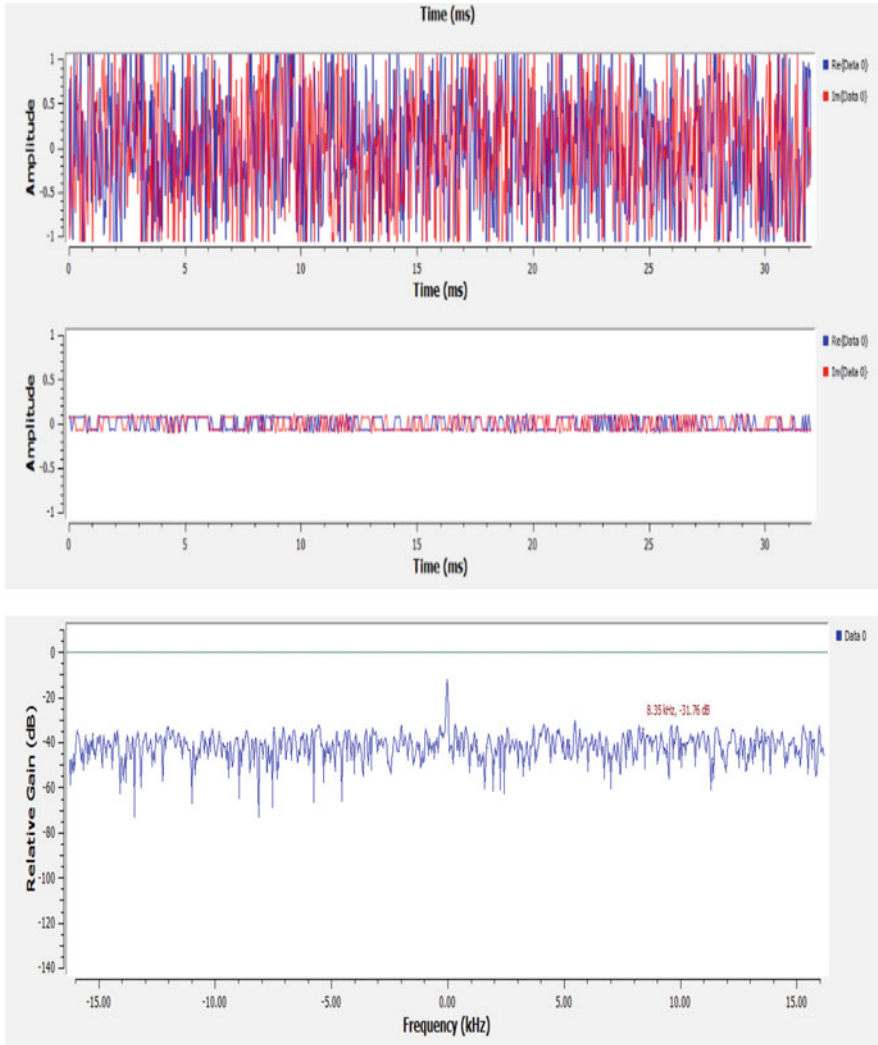 Time (ms)
Amplitude
1
0.5
0
-0.5
-1
0 5 10 15 20 25 30
Time (ms)
Re{Data 0}
Im{Data 0}
Amplitude
1
0.5
0
-0.5
-1
0 5 10 15 20 25 30
Time (ms)
Re{Data 0}
Im{Data 0}
Relative Gain (dB)
0
-20
-40
-60
-80
-100
-120
-140
8.35 kHz, -31.76 dB
Data 0
-15.00 -10.00 -5.00 0.00 5.00 10.00 15.00
Frequency (kHz)